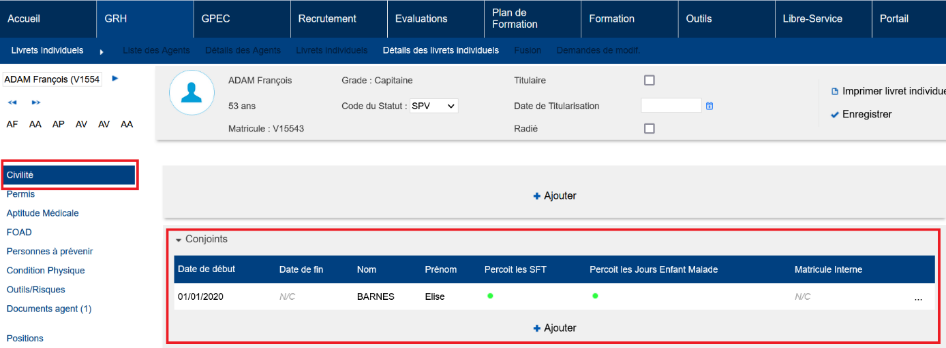 Accueil GRH GPEC Recrutement Evaluations Plan de Formation Formation Outils Libre-Service Portail
Livrets Individuels Liste des Agents Détails des Agents Livrets Individuels Détails des livrets individuels Fusion Demandes de modif.
ADAM François (V1554
AF AA AP AV AV AA
ADAM François Grade : Capitaine Titulaire
53 ans Code du Statut : SPV Date de Titularisation
Matricule : V15543 Radié
Imprimer livret individue
Enregistrer
Civilité
Permis
Aptitude Médicale
FOAD
Personnes à prévenir
Condition Physique
Outils/Risques
Documents agent (1)
Positions
+ Ajouter
Conjoints
Date de début Date de fin Nom Prénom Percoit les SFT Percoit les Jours Enfant Malade Matricule Interne
01/01/2020 N/C BARNES Elise N/C ...
+ Ajouter